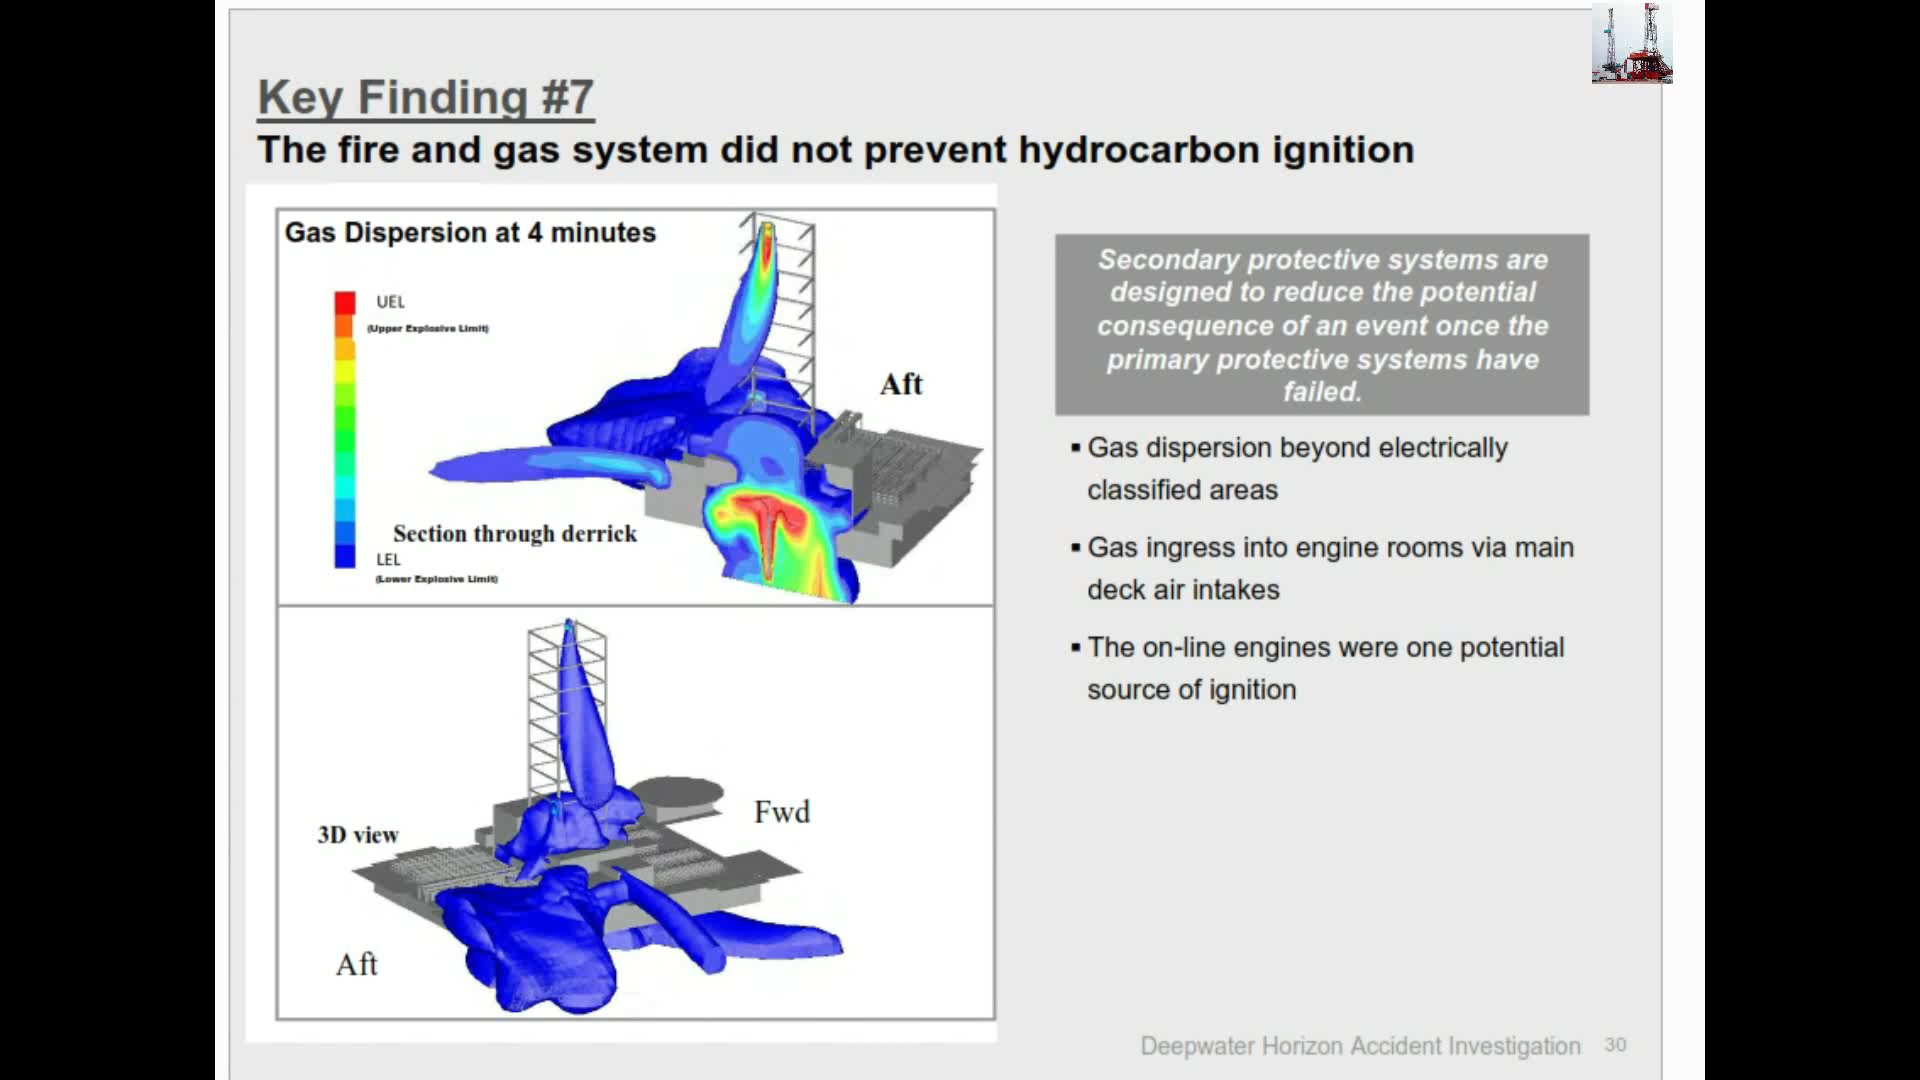 Key Finding #7
The fire and gas system did not prevent hydrocarbon ignition
Gas Dispersion at 4 minutes
UEL
(Upper Explosive Limit)
Aft
Section through derrick
LEL
(Lower Explosive Limit)
3D view
Fwd
Aft
Secondary protective systems are
designed to reduce the potential
consequence of an event once the
primary protective systems have
failed.
▪ Gas dispersion beyond electrically
classified areas
▪ Gas ingress into engine rooms via main
deck air intakes
▪ The on-line engines were one potential
source of ignition
Deepwater Horizon Accident Investigation 30